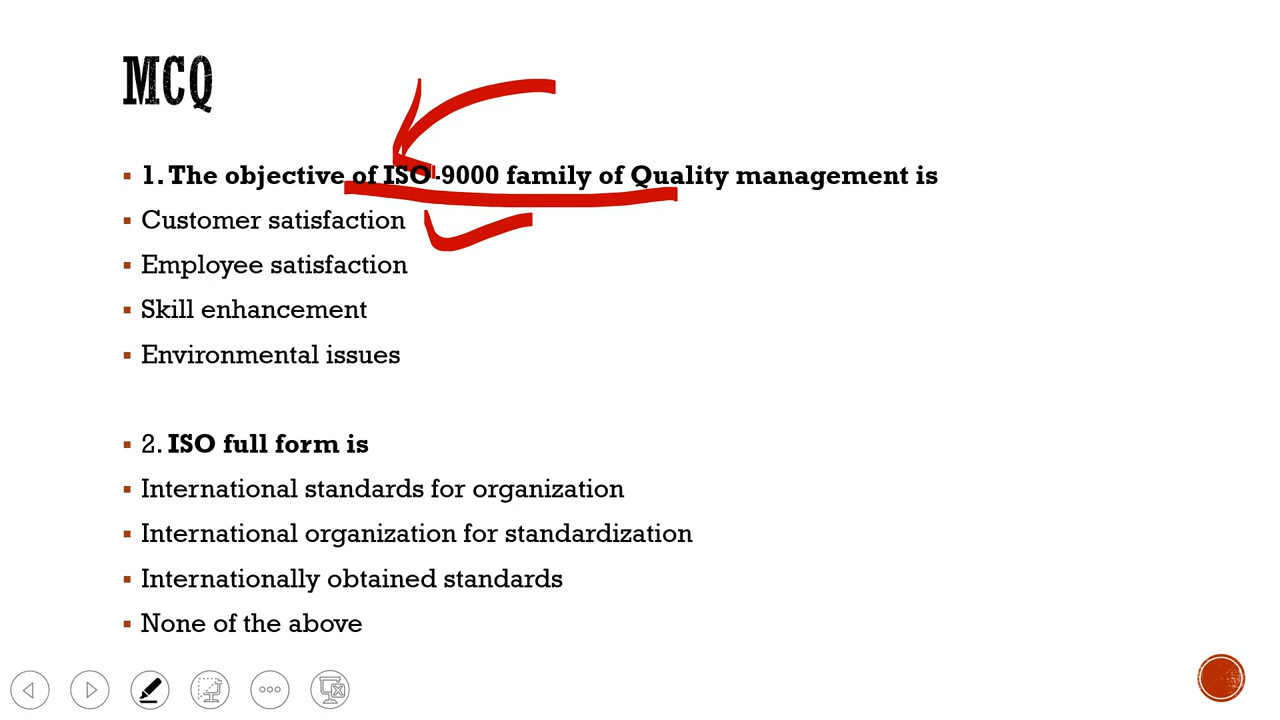 MCQ
1. The objective of ISO-9000 family of Quality management is
Customer satisfaction
Employee satisfaction
Skill enhancement
Environmental issues
2. ISO full form is
International standards for organization
International organization for standardization
Internationally obtained standards
None of the above